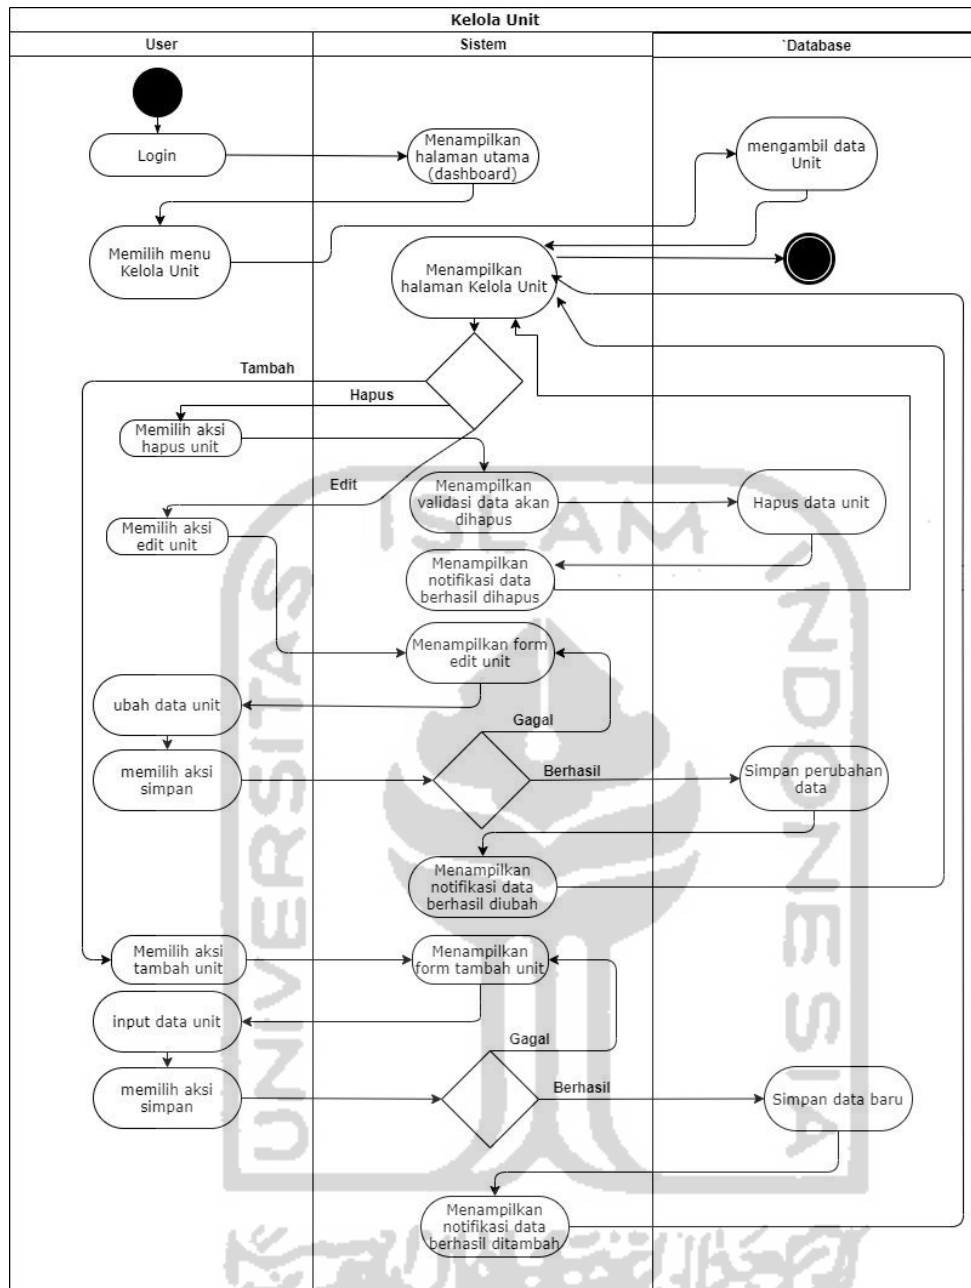 Kelola Unit
User
Sistem
`Database
Login
Menampilkan
halaman utama
(dashboard)
mengambil data
Unit
Memilih menu
Kelola Unit
Menampilkan
halaman Kelola Unit
Tambah
Hapus
Memilih aksi
hapus unit
Edit
Menampilkan
validasi data akan
dihapus
Hapus data unit
Memilih aksi
edit unit
Menampilkan
notifikasi data
berhasil dihapus
Menampilkan form
edit unit
ubah data unit
Gagal
memilih aksi
simpan
Berhasil
Simpan perubahan
data
Menampilkan
notifikasi data
berhasil diubah
Memilih aksi
tambah unit
Menampilkan
form tambah unit
input data unit
Gagal
memilih aksi
simpan
Berhasil
Simpan data baru
Menampilkan
notifikasi data
berhasil ditambah
UNIVERSITAS
ISLAM
INDONESIA